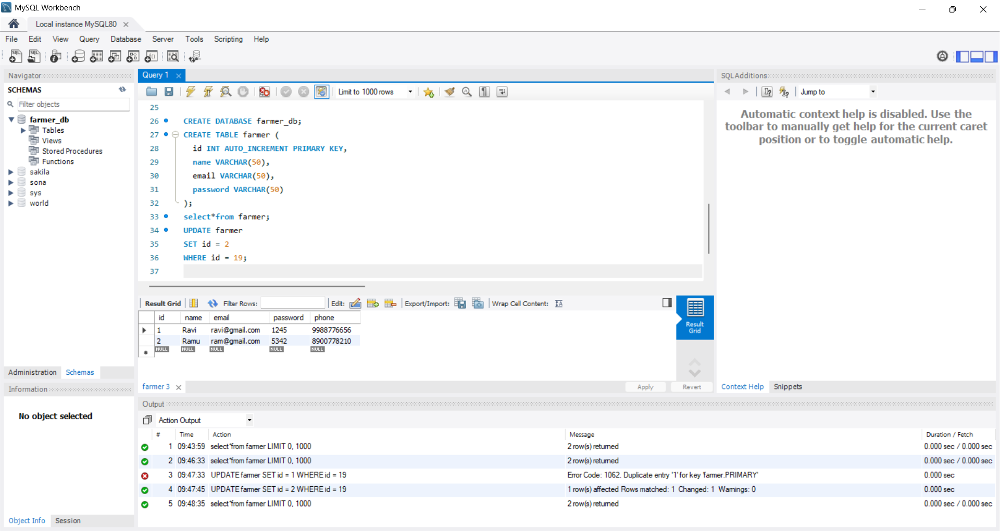 MySQL Workbench
Local instance MySQL80
File Edit View Query Database Server Tools Scripting Help
Navigator
SCHEMAS
Filter objects
farmer_db
Tables
Views
Stored Procedures
Functions
sakila
sona
sys
world
Administration Schemas
Information
No object selected
Object Info Session
Query 1
Limit to 1000 rows
25
26 CREATE DATABASE farmer_db;
27 CREATE TABLE farmer (
28 id INT AUTO_INCREMENT PRIMARY KEY,
29 name VARCHAR(50),
30 email VARCHAR(50),
31 password VARCHAR(50)
32 );
33 select*from farmer;
34 UPDATE farmer
35 SET id = 2
36 WHERE id = 19;
37
Result Grid Filter Rows: Edit: Export/Import: Wrap Cell Content:
id name email password phone
1 Ravi ravi@gmail.com 1245 9988776656
2 Ramu ram@gmail.com 5342 8900778210
NULL NULL NULL NULL NULL
Result
Grid
farmer 3
Apply Revert
SQLAdditions
Jump to
Automatic context help is disabled. Use the
toolbar to manually get help for the current caret
position or to toggle automatic help.
Context Help Snippets
Output
Action Output
# Time Action Message Duration / Fetch
1 09:43:59 select*from farmer LIMIT 0, 1000 2 row(s) returned 0.000 sec / 0.000 sec
2 09:46:33 select*from farmer LIMIT 0, 1000 2 row(s) returned 0.000 sec / 0.000 sec
3 09:47:33 UPDATE farmer SET id = 1 WHERE id = 19 Error Code: 1062. Duplicate entry '1' for key 'farmer.PRIMARY' 0.000 sec
4 09:47:45 UPDATE farmer SET id = 2 WHERE id = 19 1 row(s) affected Rows matched: 1 Changed: 1 Warnings: 0 0.000 sec
5 09:48:35 select*from farmer LIMIT 0, 1000 2 row(s) returned 0.000 sec / 0.000 sec